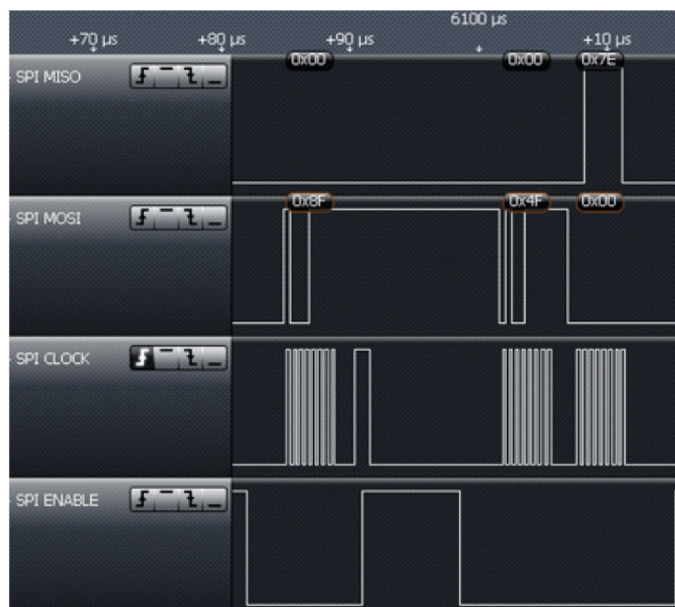 6100 µs
+70 µs +80 µs +90 µs +10 µs
0x00 0x00 0x7E
SPI MISO
0x8F 0x4F 0x00
SPI MOSI
SPI CLOCK
SPI ENABLE